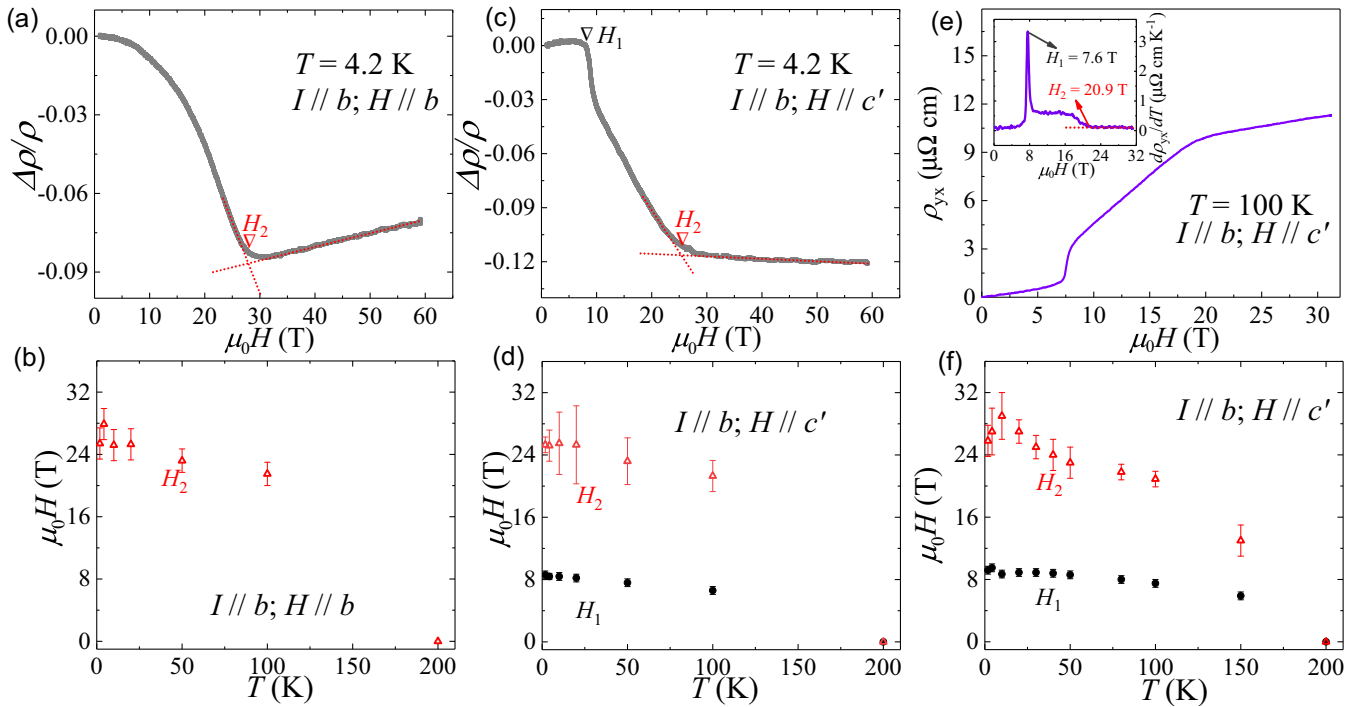 (a)
0.00
-0.03
-0.06
-0.09
Δρ/ρ
T = 4.2 K
I // b; H // b
H2
0 10 20 30 40 50 60
μ0H (T)
(c)
0.00
-0.03
-0.06
-0.09
-0.12
Δρ/ρ
H1
T = 4.2 K
I // b; H // c'
H2
0 10 20 30 40 50 60
μ0H (T)
(e)
15
12
9
6
3
0
ρyx (μΩ cm)
H1 = 7.6 T
H2 = 20.9 T
3
2
1
0
dρyx/dT (μΩ cm K-1)
0 8 16 24 32
μ0H (T)
T = 100 K
I // b; H // c'
0 5 10 15 20 25 30
μ0H (T)
(b)
32
24
16
8
0
μ0H (T)
H2
I // b; H // b
0 50 100 150 200
T (K)
(d)
32
24
16
8
0
μ0H (T)
I // b; H // c'
H2
H1
0 50 100 150 200
T (K)
(f)
32
24
16
8
0
μ0H (T)
I // b; H // c'
H2
H1
0 50 100 150 200
T (K)